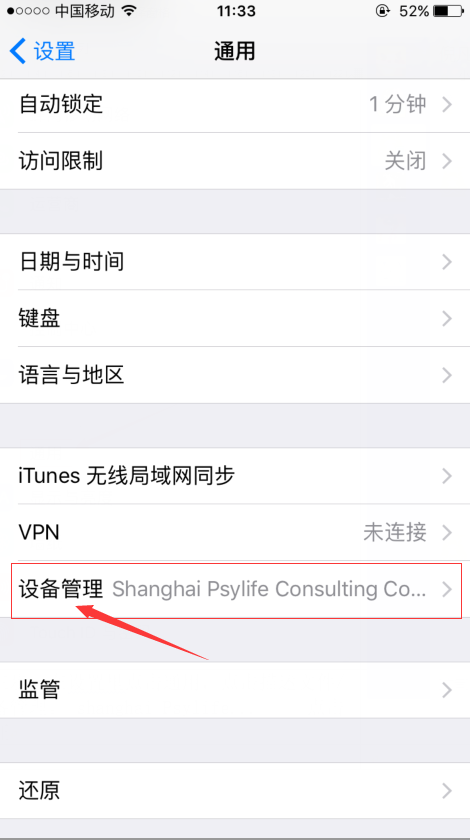 中国移动 11:33 52%
设置 通用
自动锁定 1 分钟
访问限制 关闭
日期与时间
键盘
语言与地区
iTunes 无线局域网同步
VPN 未连接
设备管理 Shanghai Psylife Consulting Co...
监管
还原